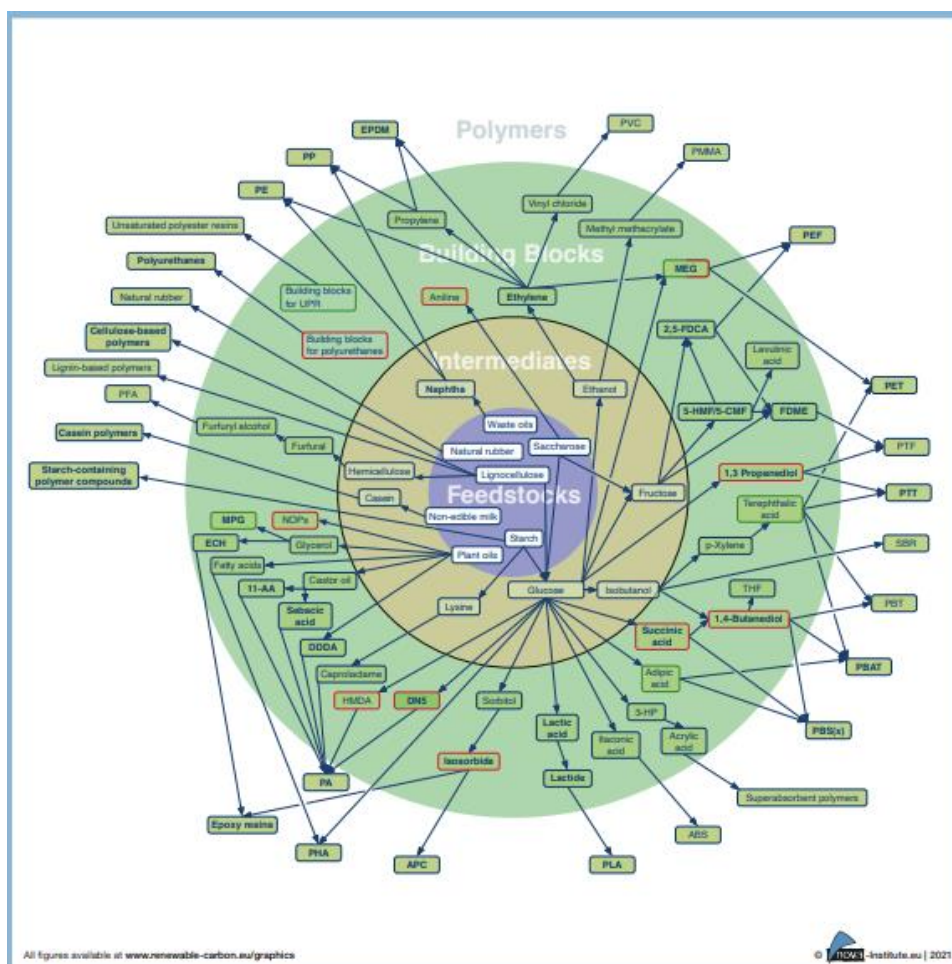 Polymers
EPDM
PVC
PP
PMMA
PE
Propylene
Vinyl chloride
Unsaturated polyester resins
Methyl methacrylate
PEF
Building Blocks
Polyurethanes
MEG
Natural rubber
Building blocks
for UPR
Aniline
Ethylene
Cellulose-based
polymers
Building blocks
for polyurethanes
2,5-FDCA
Intermediates
Levulinic
acid
Lignin-based polymers
Naphtha
Ethanol
PET
PFA
5-HMF/5-CMF
FDME
Waste oils
Furfuryl alcohol
Casein polymers
Furfural
Saccharose
PTF
Natural rubber
Starch-containing
polymer compounds
Hemicellulose
Lignocellulose
1,3 Propanediol
Feedstocks
Fructose
PTT
Casein
Terephthalic
acid
Non-edible milk
MPG
NOPs
Starch
ECH
Glycerol
p-Xylene
SBR
Plant oils
Fatty acids
11-AA
Castor oil
Glucose
Isobutanol
THF
PBT
Lysine
Sebacic
acid
1,4-Butanediol
Succinic
acid
DDDA
PBAT
Caprolactame
Adipic
acid
HMDA
DN5
Sorbitol
3-HP
Lactic
acid
Itaconic
acid
Acrylic
acid
PBS(x)
Isosorbide
PA
Lactide
Superabsorbent polymers
Epoxy resins
ABS
PHA
APC
PLA
All figures available at www.renewable-carbon.eu/graphics
© nova-Institute.eu | 2021